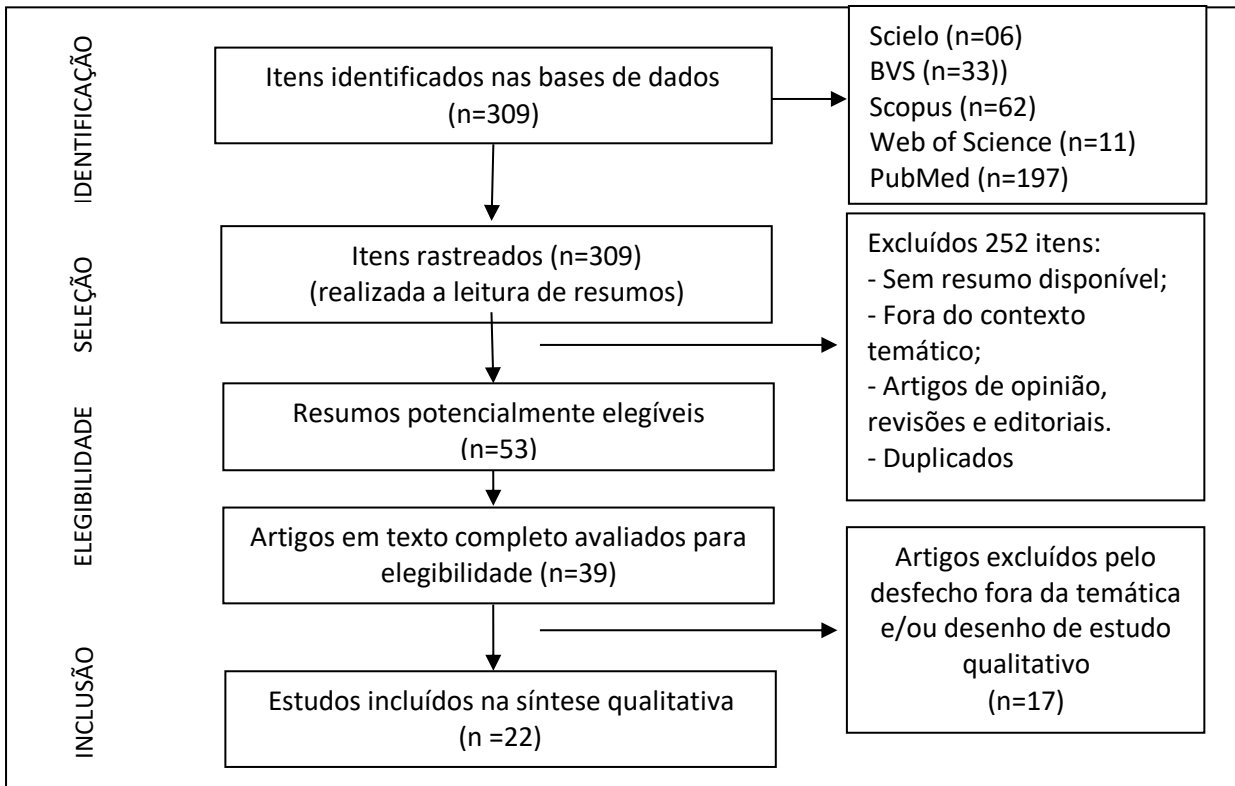 IDENTIFICAÇÃO
Itens identificados nas bases de dados
(n=309)
Scielo (n=06)
BVS (n=33))
Scopus (n=62)
Web of Science (n=11)
PubMed (n=197)
SELEÇÃO
Itens rastreados (n=309)
(realizada a leitura de resumos)
Excluídos 252 itens:
- Sem resumo disponível;
- Fora do contexto
temático;
- Artigos de opinião,
revisões e editoriais.
- Duplicados
ELEGIBILIDADE
Resumos potencialmente elegíveis
(n=53)
Artigos em texto completo avaliados para
elegibilidade (n=39)
Artigos excluídos pelo
desfecho fora da temática
e/ou desenho de estudo
qualitativo
(n=17)
INCLUSÃO
Estudos incluídos na síntese qualitativa
(n =22)